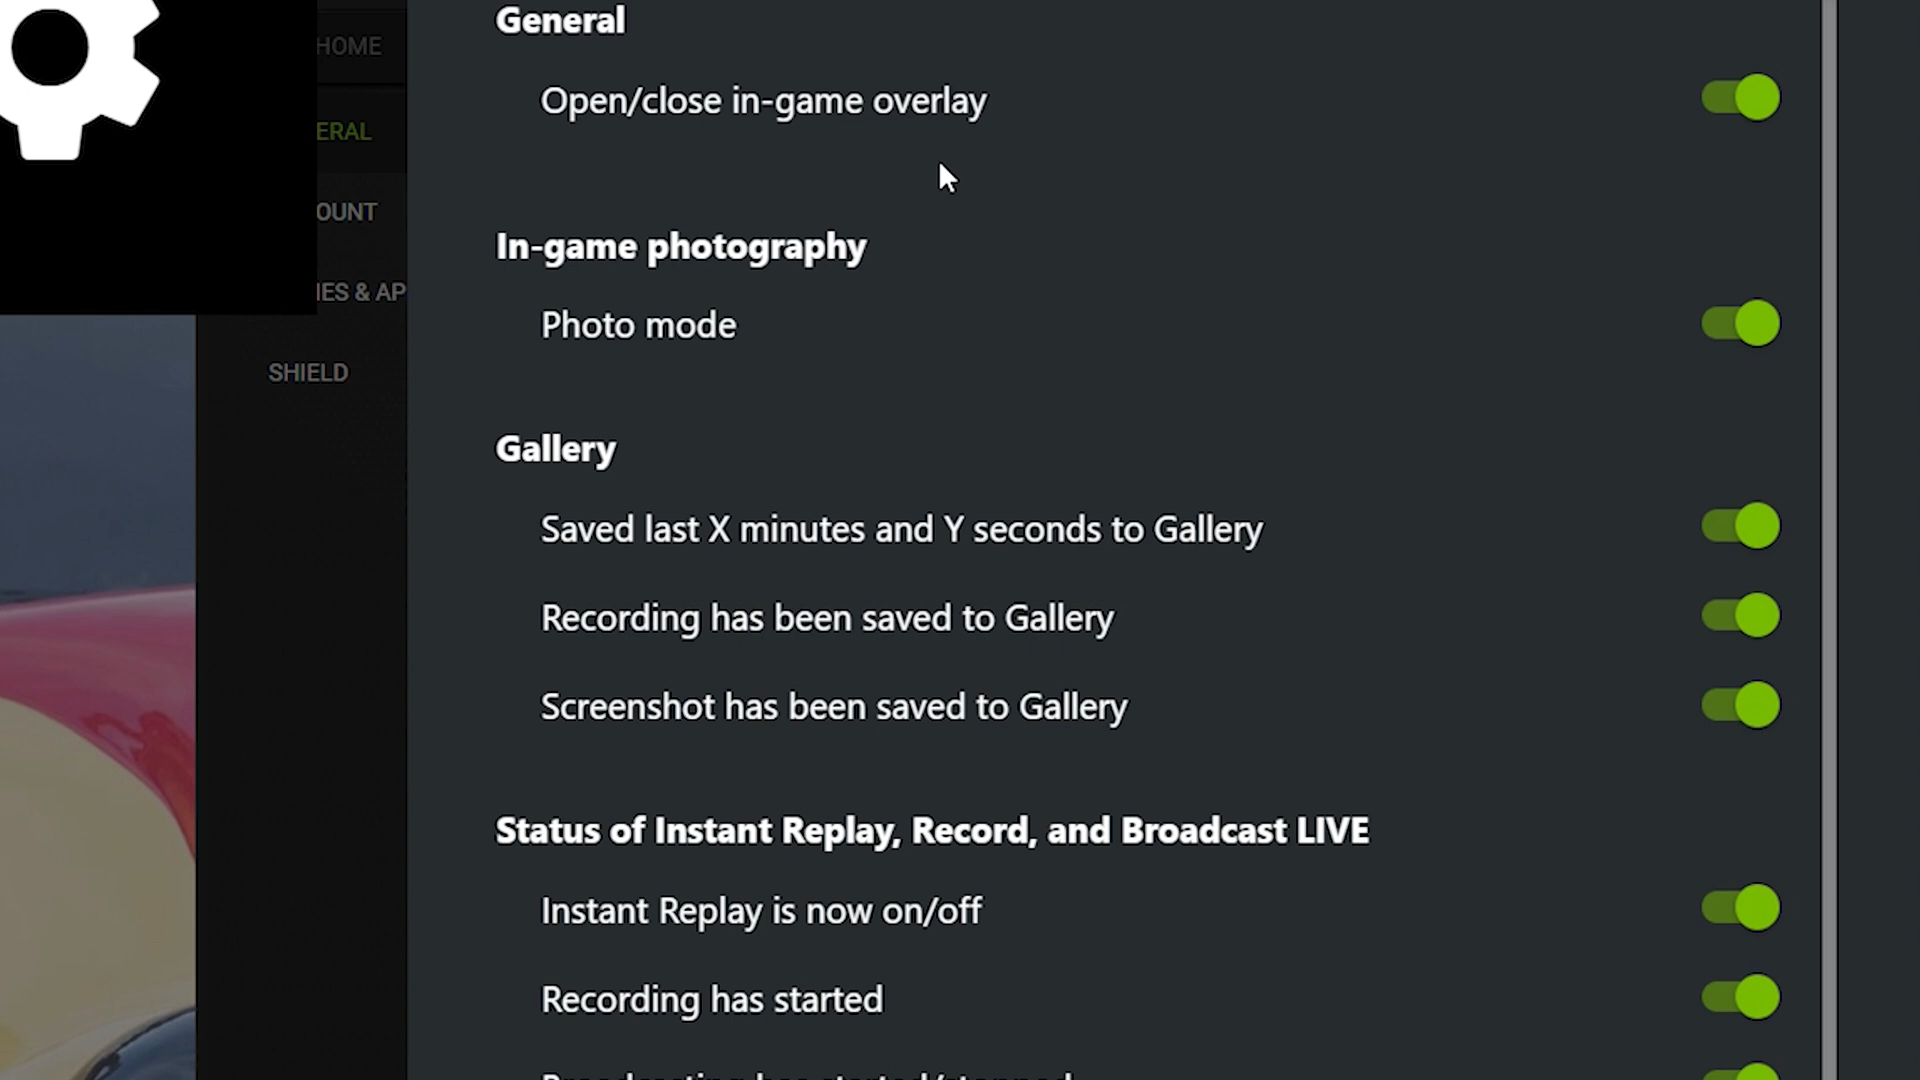 HOME
ERAL
OUNT
IES & AP
SHIELD
General
Open/close in-game overlay
In-game photography
Photo mode
Gallery
Saved last X minutes and Y seconds to Gallery
Recording has been saved to Gallery
Screenshot has been saved to Gallery
Status of Instant Replay, Record, and Broadcast LIVE
Instant Replay is now on/off
Recording has started